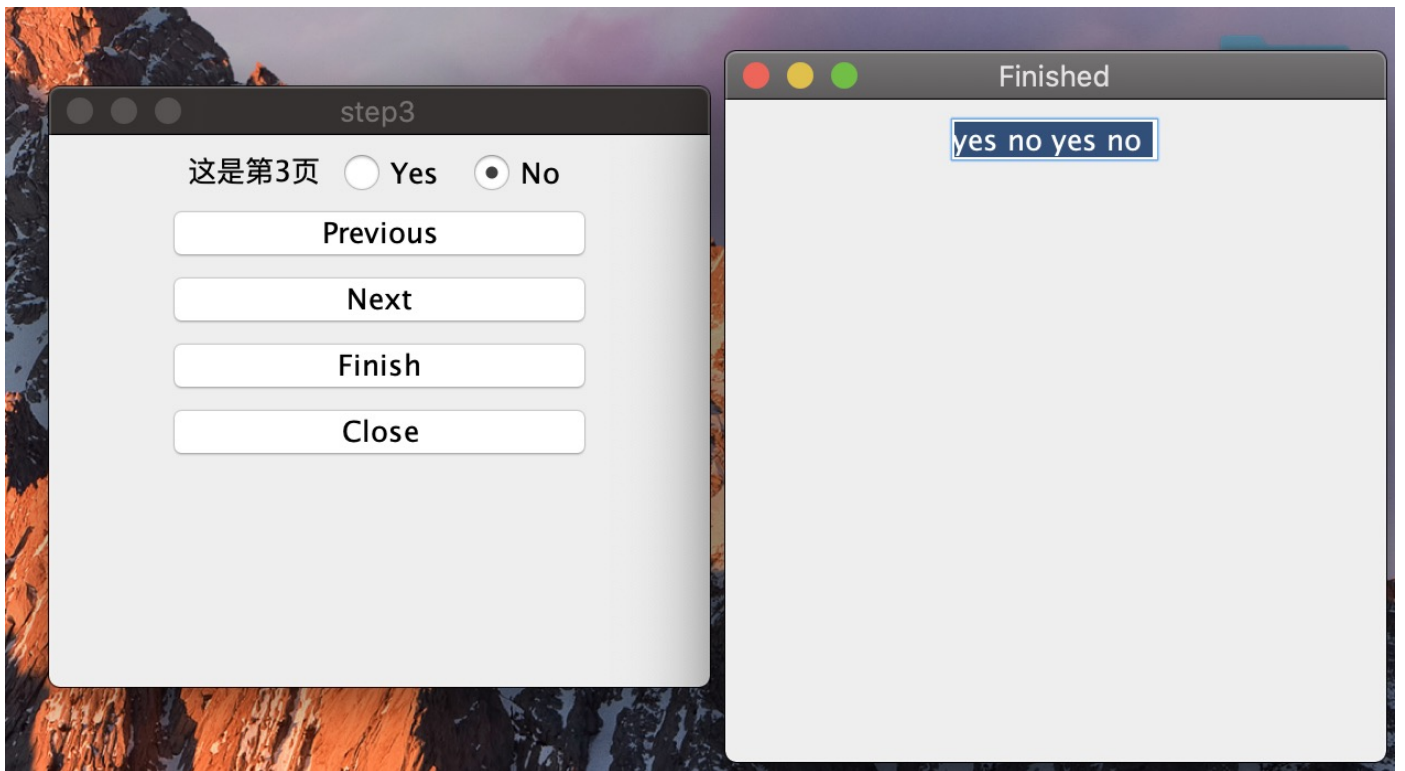 step3
这是第3页 Yes No
Previous
Next
Finish
Close
Finished
yes no yes no